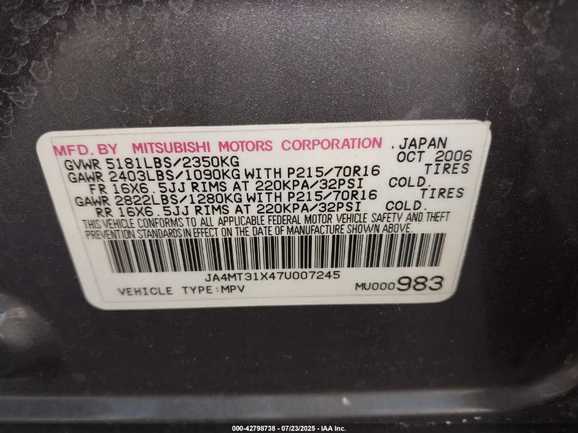 MFD. BY MITSUBISHI MOTORS CORPORATION . JAPAN
GVWR 5181LBS/2350KG OCT 2006
GAWR 2403LBS/1090KG WITH P215/70R16 TIRES
FR 16X6.5JJ RIMS AT 220KPA/32PSI COLD.
GAWR 2822LBS/1280KG WITH P215/70R16 TIRES
RR 16X6.5JJ RIMS AT 220KPA/32PSI COLD.
THIS VEHICLE CONFORMS TO ALL APPLICABLE FEDERAL MOTOR VEHICLE SAFETY AND THEFT
PREVENTION STANDARDS IN EFFECT ON THE DATE OF MANUFACTURE SHOWN ABOVE.
JA4MT31X47U007245
VEHICLE TYPE:MPV MU000983
000-42798738 - 07/23/2025 - IAA Inc.